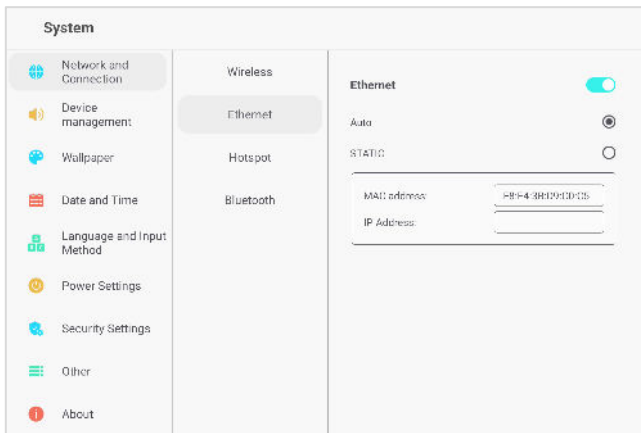 System
Network and
Connection
Device
management
Wallpaper
Date and Time
Language and Input
Method
Power Settings
Security Settings
Other
About
Wireless
Ethernet
Hotspot
Bluetooth
Ethernet
Auto
STATIC
MAC address:
IP Address: